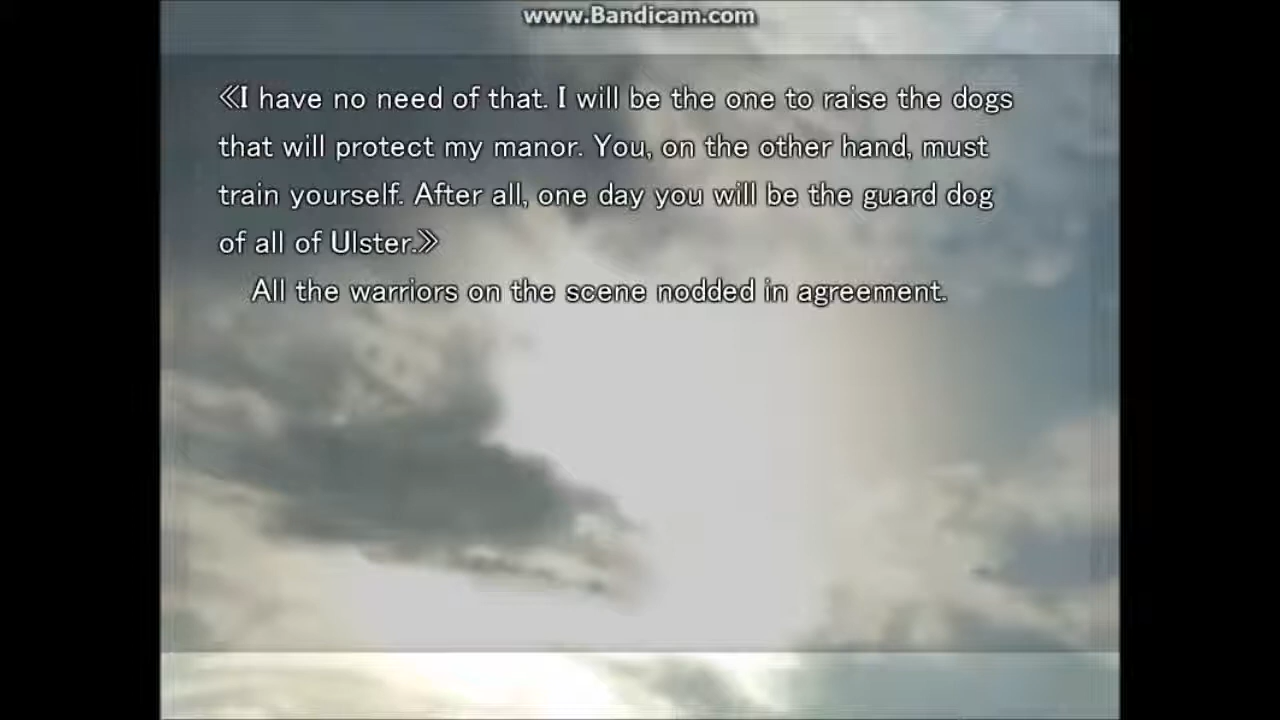 www.Bandicam.com
《I have no need of that. I will be the one to raise the dogs
that will protect my manor. You, on the other hand, must
train yourself. After all, one day you will be the guard dog
of all of Ulster.》
All the warriors on the scene nodded in agreement.